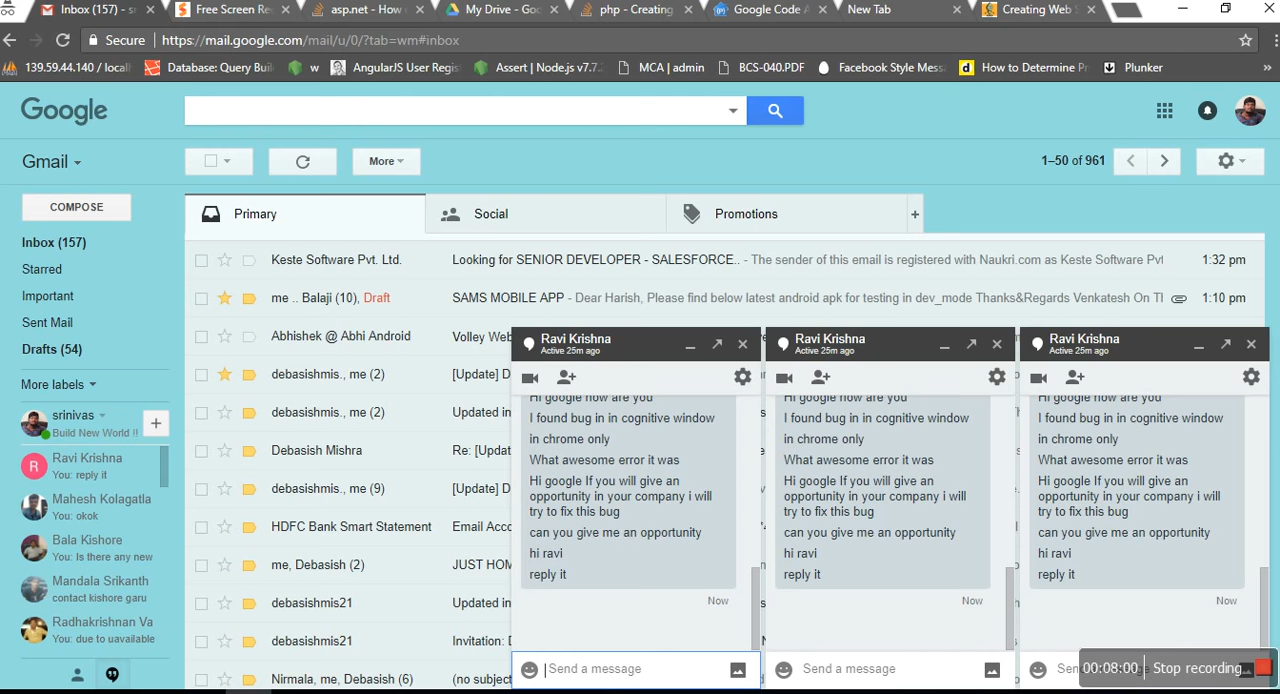 Inbox (157) - s
Free Screen Re
asp.net - How
My Drive - Goo
php - Creating
Google Code A
New Tab
Creating Web S
Secure https://mail.google.com/mail/u/0/?tab=wm#inbox
139.59.44.140 / local
Database: Query Buil
w
AngularJS User Regis
Assert | Node.js v7.7.
MCA | admin
BCS-040.PDF
Facebook Style Mess
How to Determine Pr
Plunker
»
Google
Gmail
More
1–50 of 961
COMPOSE
Primary
Social
Promotions
+
Inbox (157)
Starred
Important
Sent Mail
Drafts (54)
More labels
srinivas
Build New World !!
+
R
Ravi Krishna
You: reply it
Mahesh Kolagatla
You: okok
Bala Kishore
You: Is there any new
Mandala Srikanth
contact kishore garu
Radhakrishnan Va
You: due to uavailable
Keste Software Pvt. Ltd. Looking for SENIOR DEVELOPER - SALESFORCE.. - The sender of this email is registered with Naukri.com as Keste Software Pvt 1:32 pm
me .. Balaji (10), Draft SAMS MOBILE APP - Dear Harish, Please find below latest android apk for testing in dev_mode Thanks&Regards Venkatesh On Tl 1:10 pm
Abhishek @ Abhi Android Volley Web
debasishmis., me (2) [Update] D
debasishmis., me (2) Updated in
Debasish Mishra Re: [Updat
debasishmis., me (9) [Update] D
HDFC Bank Smart Statement Email Acco
me, Debasish (2) JUST HOM
debasishmis21 Updated in
debasishmis21 Invitation: D
Nirmala, me, Debasish (6) (no subject
Ravi Krishna
Active 25m ago
Hi google how are you
I found bug in in cognitive window
in chrome only
What awesome error it was
Hi google If you will give an
opportunity in your company i will
try to fix this bug
can you give me an opportunity
hi ravi
reply it
Now
Send a message
Ravi Krishna
Active 25m ago
Hi google how are you
I found bug in in cognitive window
in chrome only
What awesome error it was
Hi google If you will give an
opportunity in your company i will
try to fix this bug
can you give me an opportunity
hi ravi
reply it
Now
Send a message
Ravi Krishna
Active 25m ago
Hi google how are you
I found bug in in cognitive window
in chrome only
What awesome error it was
Hi google If you will give an
opportunity in your company i will
try to fix this bug
can you give me an opportunity
hi ravi
reply it
Now
00:08:00 Stop recording